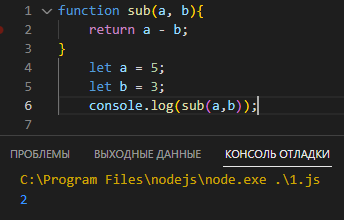 1 function sub(a, b){
2 return a - b;
3 }
4 let a = 5;
5 let b = 3;
6 console.log(sub(a,b));
7
ПРОБЛЕМЫ ВЫХОДНЫЕ ДАННЫЕ КОНСОЛЬ ОТЛАДКИ
C:\Program Files\nodejs\node.exe .\1.js
2